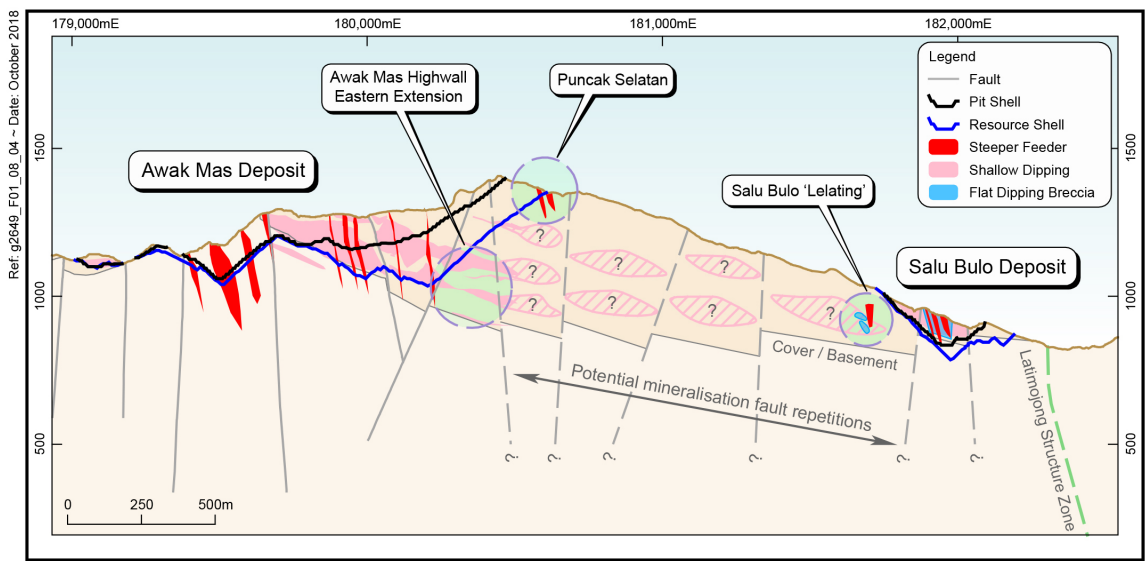 179,000mE
180,000mE
181,000mE
182,000mE
Ref: g2649_F01_08_04 ~ Date: October 2018
Awak Mas Highwall
Eastern Extension
Puncak Selatan
Legend
Fault
Pit Shell
Resource Shell
Steeper Feeder
Shallow Dipping
Flat Dipping Breccia
1500
1500
Awak Mas Deposit
Salu Bulo ‘Lelating’
Salu Bulo Deposit
?
?
?
?
?
?
?
?
1000
1000
Cover / Basement
Potential mineralisation fault repetitions
Latimojong Structure Zone
500
500
?
?
?
?
?
?
0
250
500m